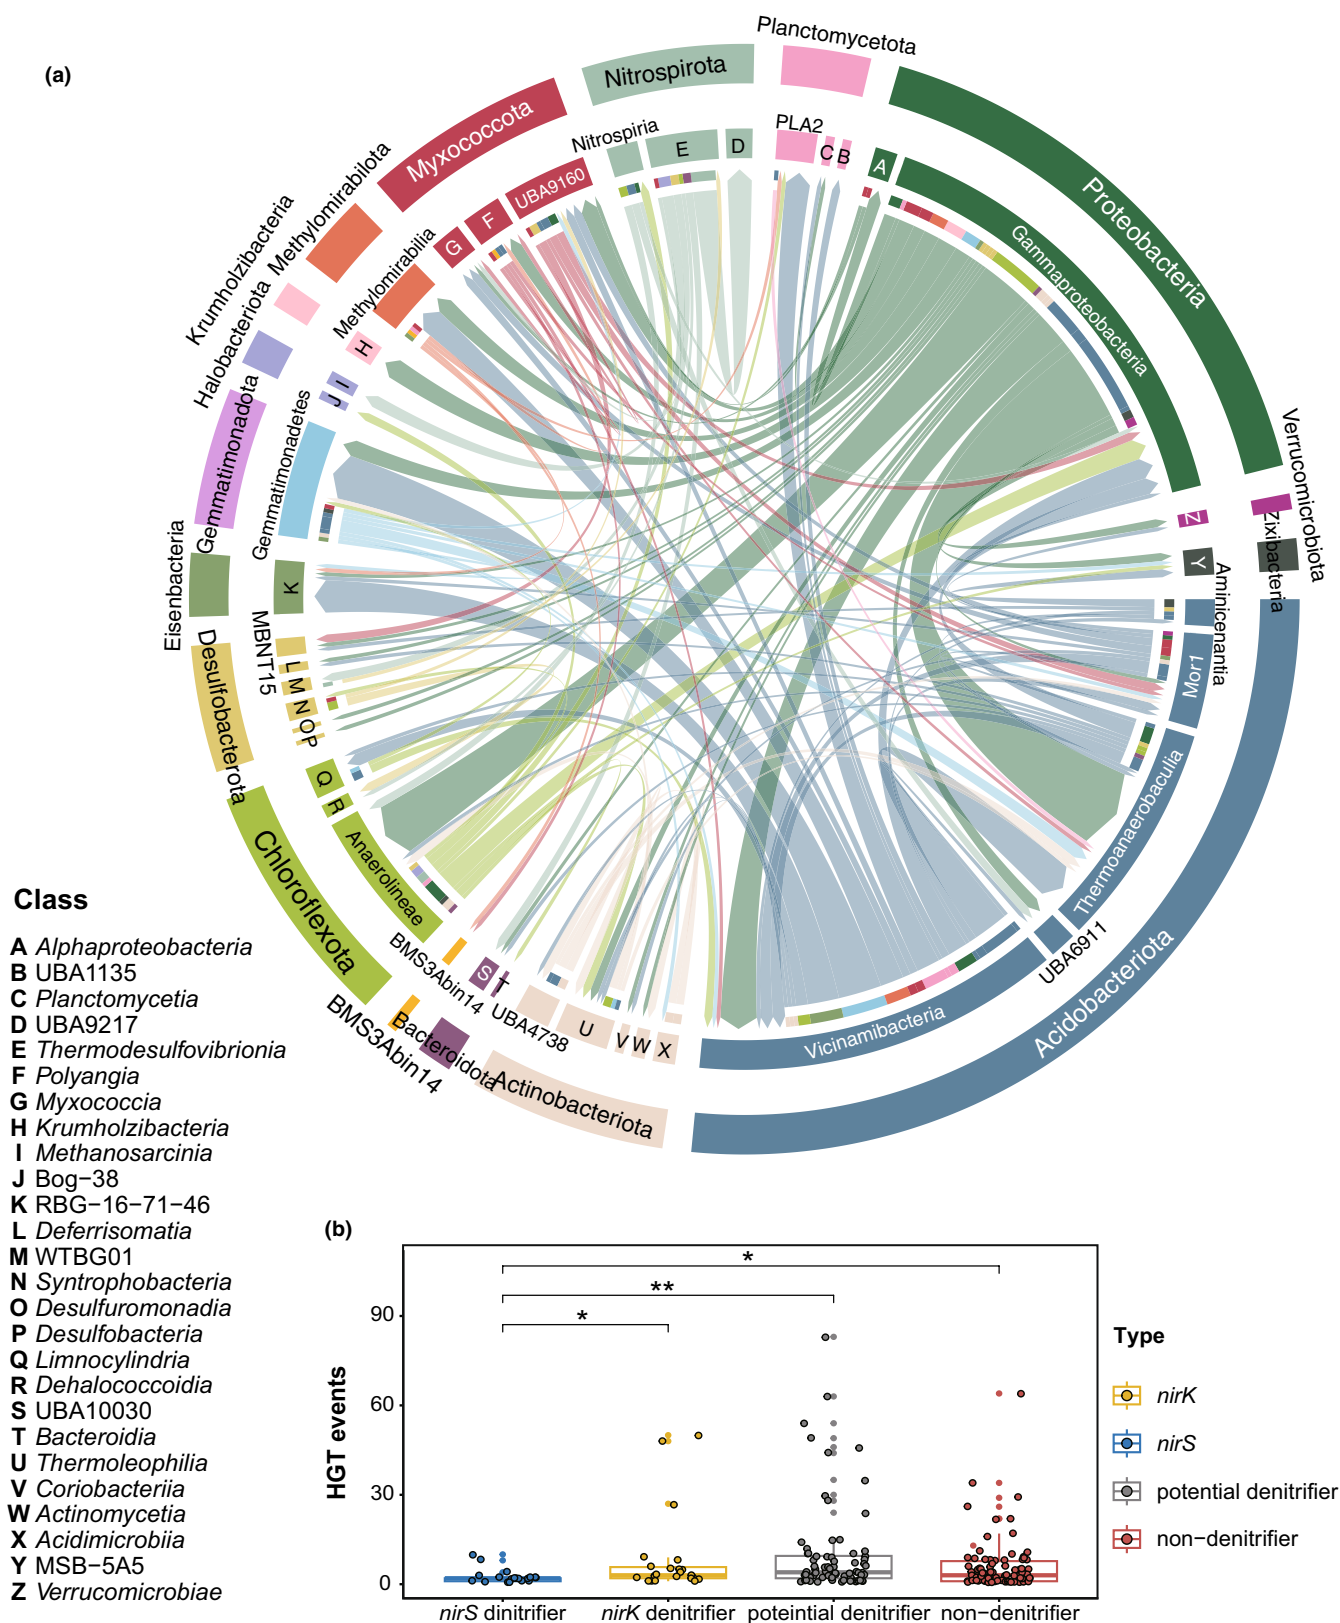 (a)
Planctomycetota
Nitrospirota
Myxococcota
Proteobacteria
Methylomirabilota
Krumholzibacteria
Halobacteriota
Gemmatimonadota
Eisenbacteria
Desulfobacterota
Chloroflexota
BMS3Abin14
Bacteroidota
Actinobacteriota
Acidobacteriota
Zixibacteria
Verrucomicrobiota
PLA2
C
B
A
Gammaproteobacteria
Nitrospiria
E
D
UBA9160
F
G
Methylomirabilia
H
I
J
Gemmatimonadetes
K
MBNT15
L
M
N
O
P
Q
R
Anaerolineae
BMS3Abin14
S
T
UBA4738
U
V
W
X
Vicinamibacteria
UBA6911
Thermoanaerobaculia
Mor1
Aminicenantia
Y
Z
Class
A Alphaproteobacteria
B UBA1135
C Planctomycetia
D UBA9217
E Thermodesulfovibrionia
F Polyangia
G Myxococcia
H Krumholzibacteria
I Methanosarcinia
J Bog−38
K RBG−16−71−46
L Deferrisomatia
M WTBG01
N Syntrophobacteria
O Desulfuromonadia
P Desulfobacteria
Q Limnocylindria
R Dehalococcoidia
S UBA10030
T Bacteroidia
U Thermoleophilia
V Coriobacteriia
W Actinomycetia
X Acidimicrobiia
Y MSB−5A5
Z Verrucomicrobiae
(b)
*
**
*
90
60
30
0
HGT events
nirS dinitrifier
nirK denitrifier
poteintial denitrifier
non−denitrifier
Type
nirK
nirS
potential denitrifier
non−denitrifier